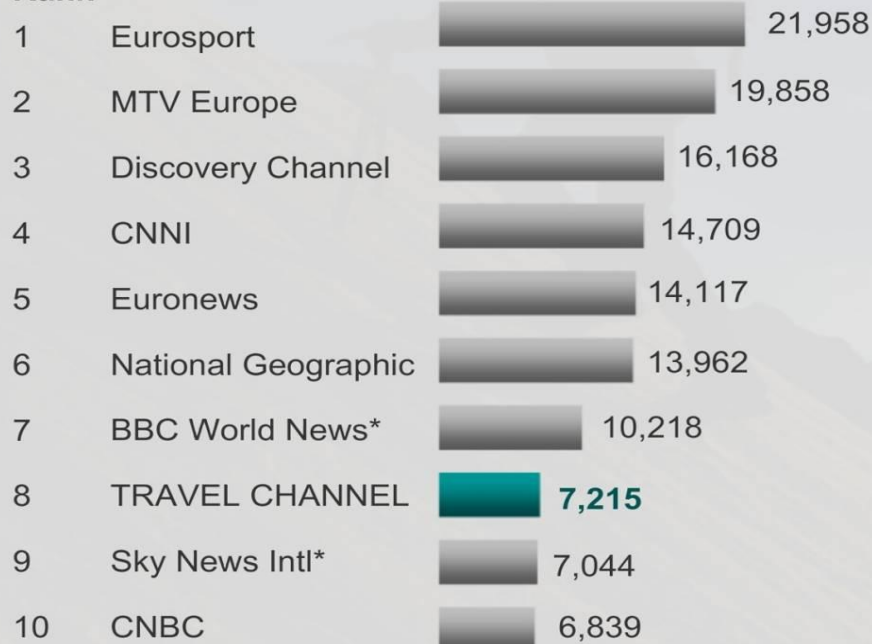 1 Eurosport 21,958
2 MTV Europe 19,858
3 Discovery Channel 16,168
4 CNNI 14,709
5 Euronews 14,117
6 National Geographic 13,962
7 BBC World News* 10,218
8 TRAVEL CHANNEL 7,215
9 Sky News Intl* 7,044
10 CNBC 6,839